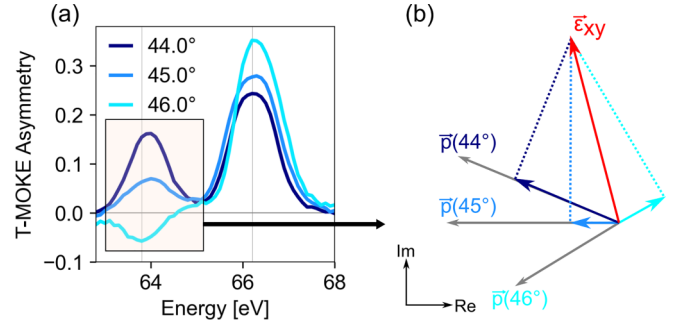 (a)
T-MOKE Asymmetry
0.3
0.2
0.1
0.0
−0.1
44.0°
45.0°
46.0°
64
66
68
Energy [eV]
(b)
ε⃗xy
p⃗(44°)
p⃗(45°)
p⃗(46°)
Im
Re